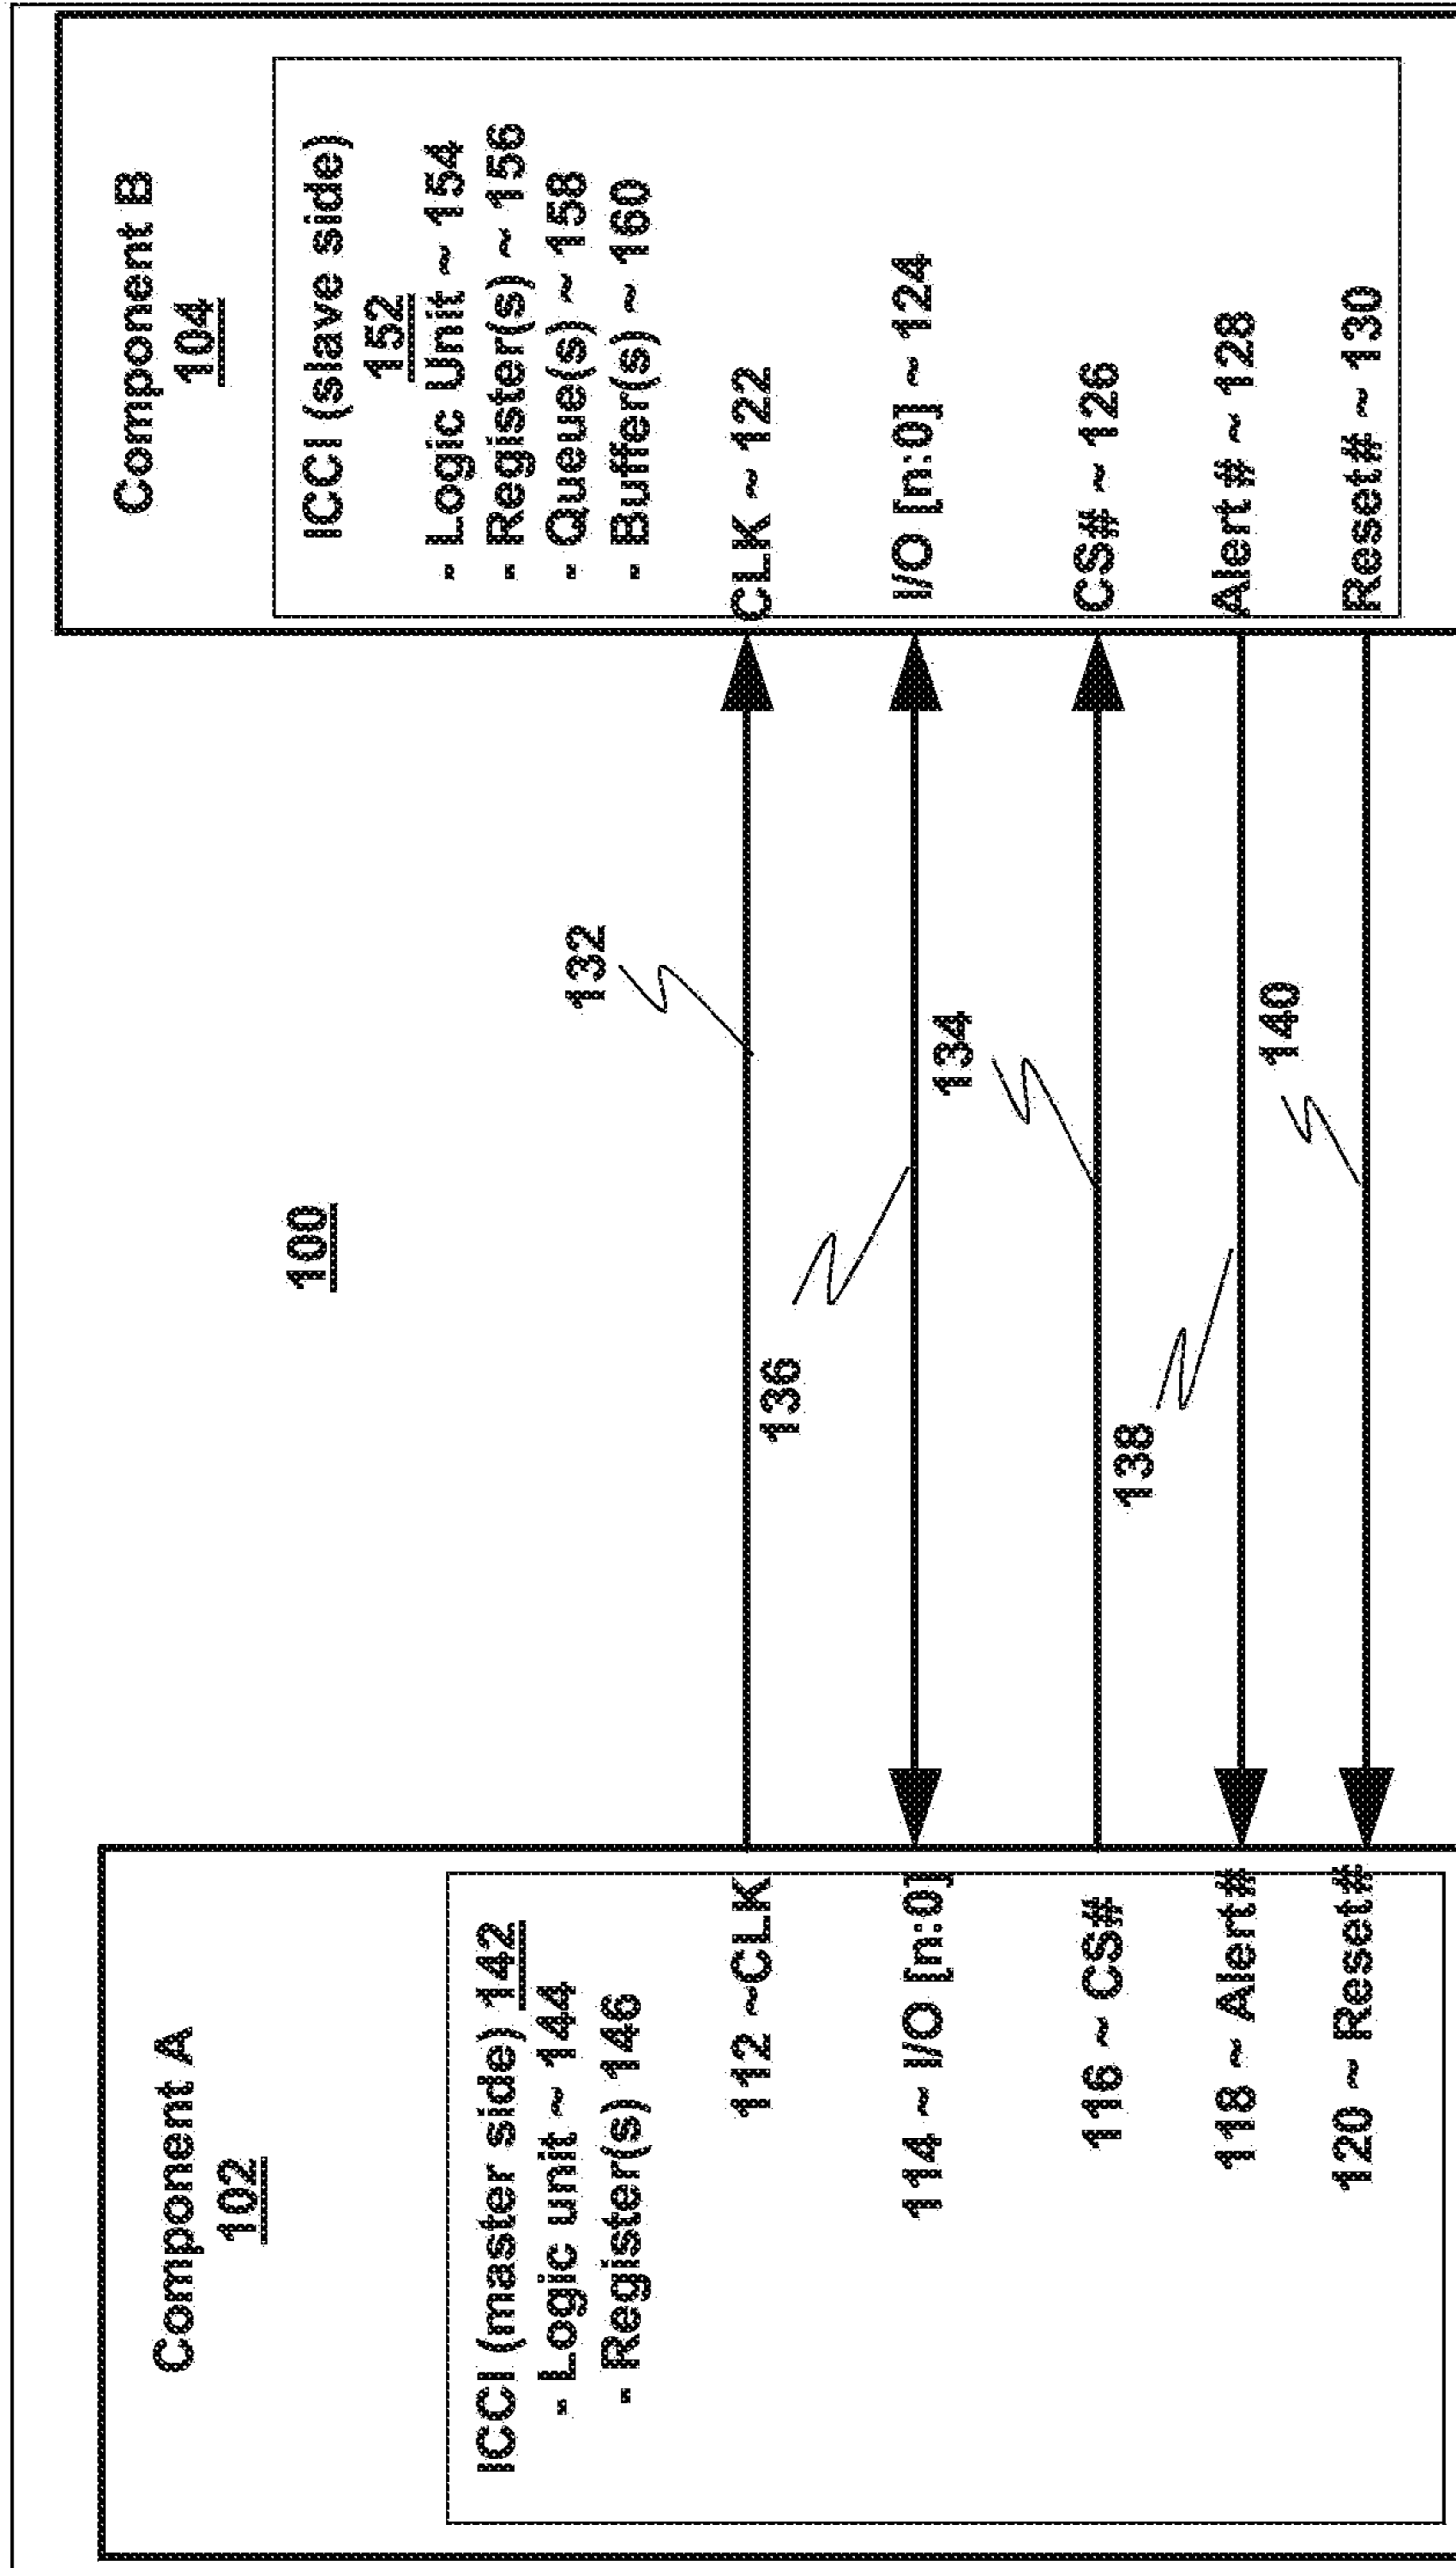 Component A
102
ICCI (master side) 142
- Logic unit ~ 144
- Register(s) 146
112 ~CLK
114 ~ I/O [n:0]
116 ~ CS#
118 ~ Alert#
120 ~ Reset#
100
132
136
134
138
140
Component B
104
ICCI (slave side)
152
- Logic Unit ~ 154
- Register(s) ~ 156
- Queue(s) ~ 158
- Buffer(s) ~ 160
CLK ~ 122
I/O [n:0] ~ 124
CS# ~ 126
Alert# ~ 128
Reset# ~ 130